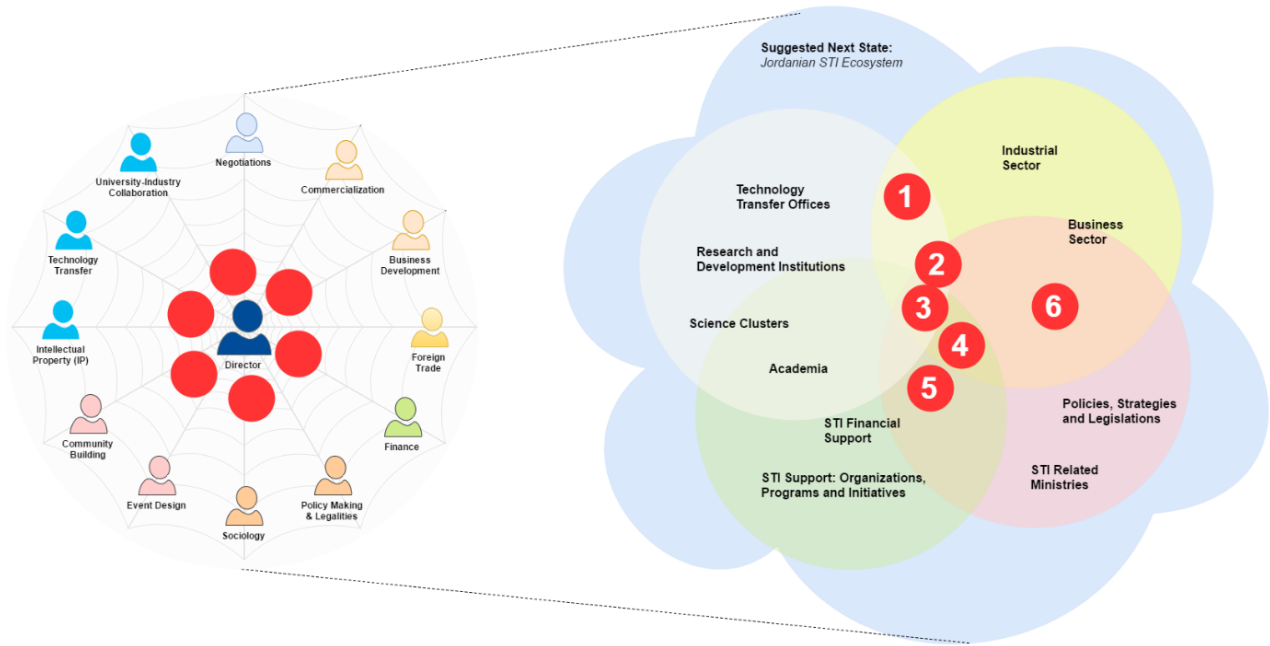 Negotiations
University-Industry
Collaboration
Commercialization
Technology
Transfer
Business
Development
Intellectual
Property (IP)
Director
Foreign
Trade
Community
Building
Finance
Event Design
Sociology
Policy Making
& Legalities
Suggested Next State:
Jordanian STI Ecosystem
Industrial
Sector
Technology
Transfer Offices
1
Business
Sector
Research and
Development Institutions
2
Science Clusters
3
6
4
Academia
5
Policies, Strategies
and Legislations
STI Financial
Support
STI Related
Ministries
STI Support: Organizations,
Programs and Initiatives